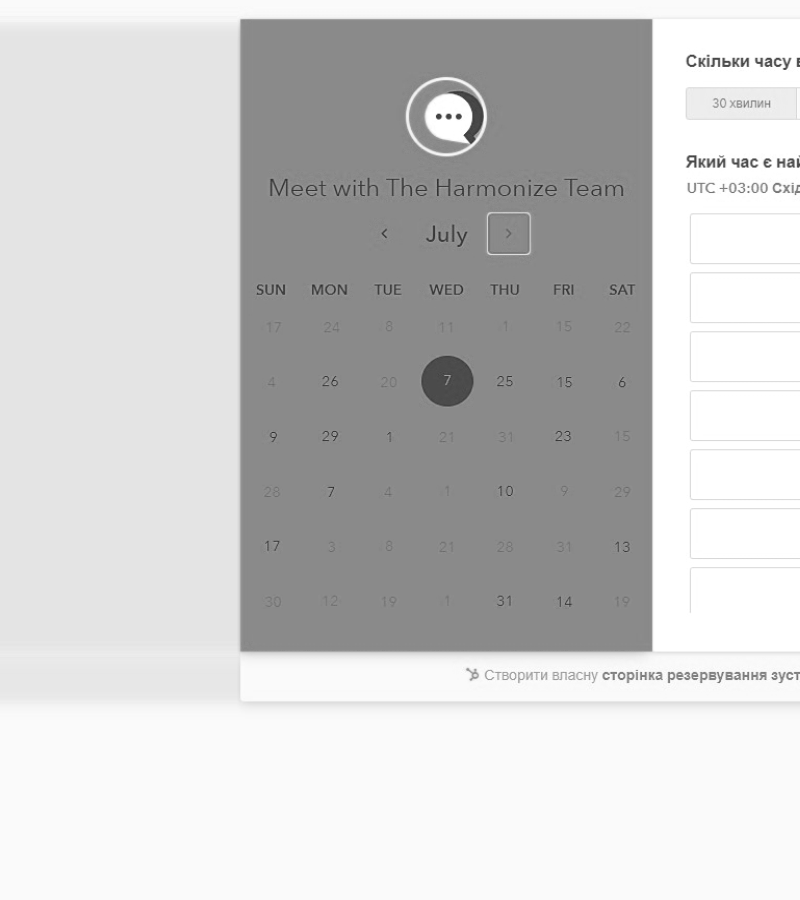 Meet with The Harmonize Team
July
SUN MON TUE WED THU FRI SAT
17 24 8 11 1 15 22
4 26 20 7 25 15 6
9 29 1 21 31 23 15
28 7 4 1 10 9 29
17 3 8 21 28 31 13
30 12 19 1 31 14 19
Скільки часу в
30 хвилин
Який час є най
UTC +03:00 Схід
Створити власну сторінка резервування зуст